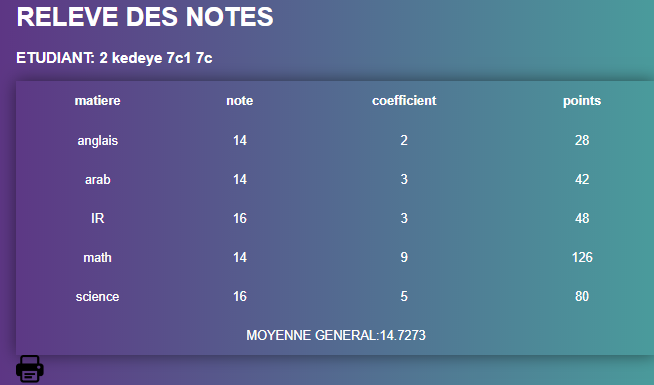 RELEVE DES NOTES
ETUDIANT: 2 kedeye 7c1 7c
matiere note coefficient points
anglais 14 2 28
arab 14 3 42
IR 16 3 48
math 14 9 126
science 16 5 80
MOYENNE GENERAL:14.7273